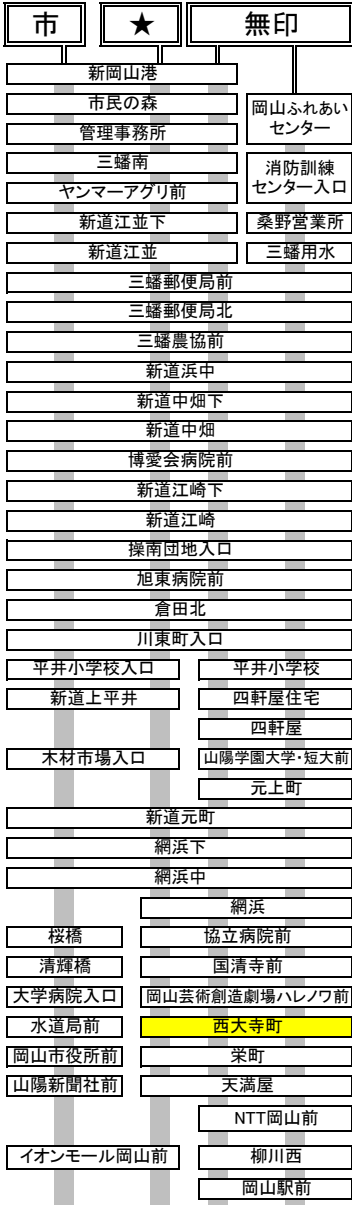 市 ★ 無印
新岡山港
市民の森
岡山ふれあい
センター
管理事務所
三蟠南
消防訓練
センター入口
ヤンマーアグリ前
新道江並下 桑野営業所
新道江並 三蟠用水
三蟠郵便局前
三蟠郵便局北
三蟠農協前
新道浜中
新道中畑下
新道中畑
博愛会病院前
新道江崎下
新道江崎
操南団地入口
旭東病院前
倉田北
川東町入口
平井小学校入口 平井小学校
新道上平井 四軒屋住宅
四軒屋
木材市場入口 山陽学園大学・短大前
元上町
新道元町
網浜下
網浜中
網浜
桜橋 協立病院前
清輝橋 国清寺前
大学病院入口 岡山芸術創造劇場ハレノワ前
水道局前 西大寺町
岡山市役所前 栄町
山陽新聞社前 天満屋
NTT岡山前
イオンモール岡山前 柳川西
岡山駅前